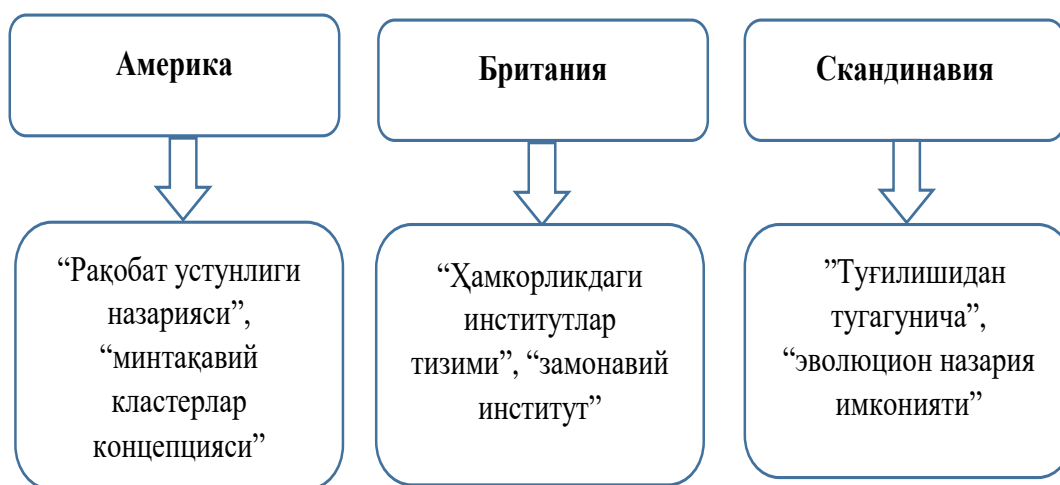 Америка
Британия
Скандинавия
“Рақобат устунлиги
назарияси”,
“минтақавий
кластерлар
концепцияси”
“Ҳамкорликдаги
институтлар
тизими”, “замонавий
институт”
”Туғилишидан
тугагунича”,
“эволюцион назария
имконияти”